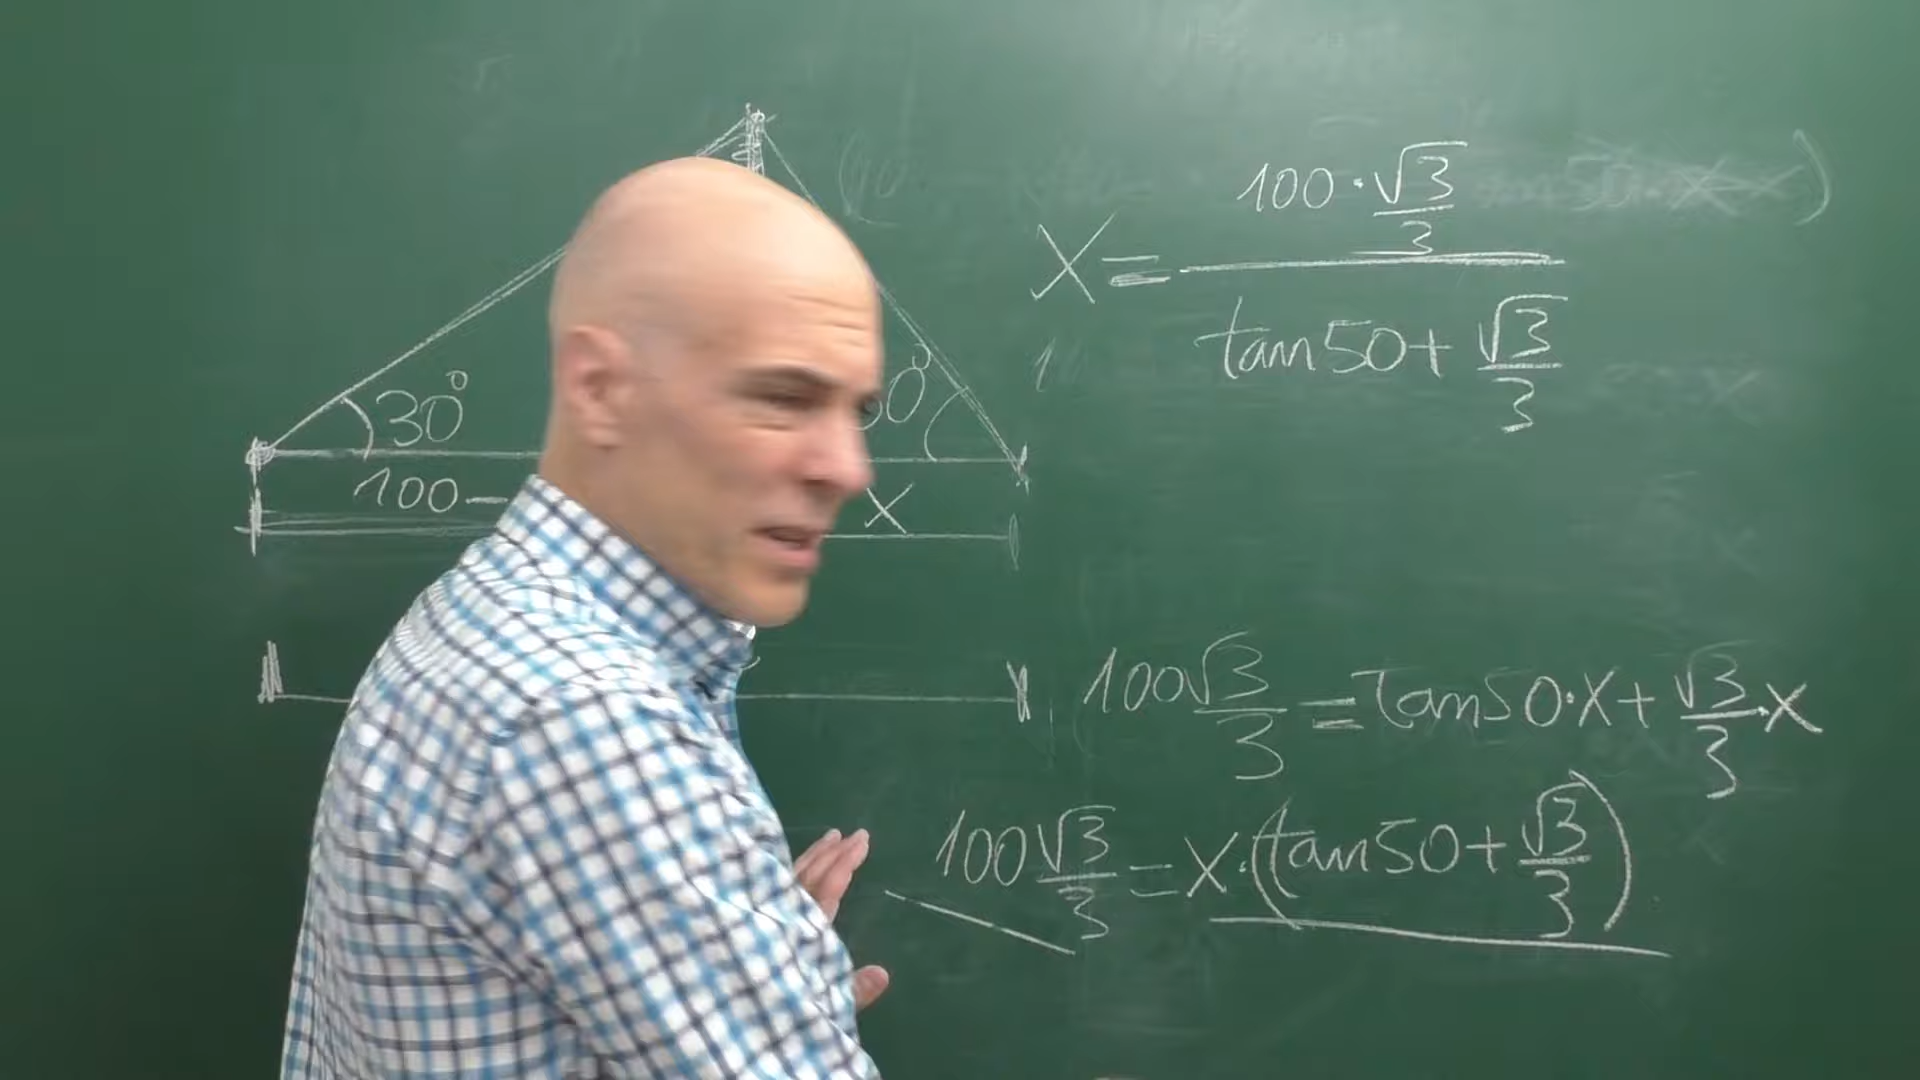 30°
0°
100-
X
X = (100·√3/3) / (tan50 + √3/3)
100√3/3 = tan50·X + √3/3·X
100√3/3 = X·(tan50 + √3/3)